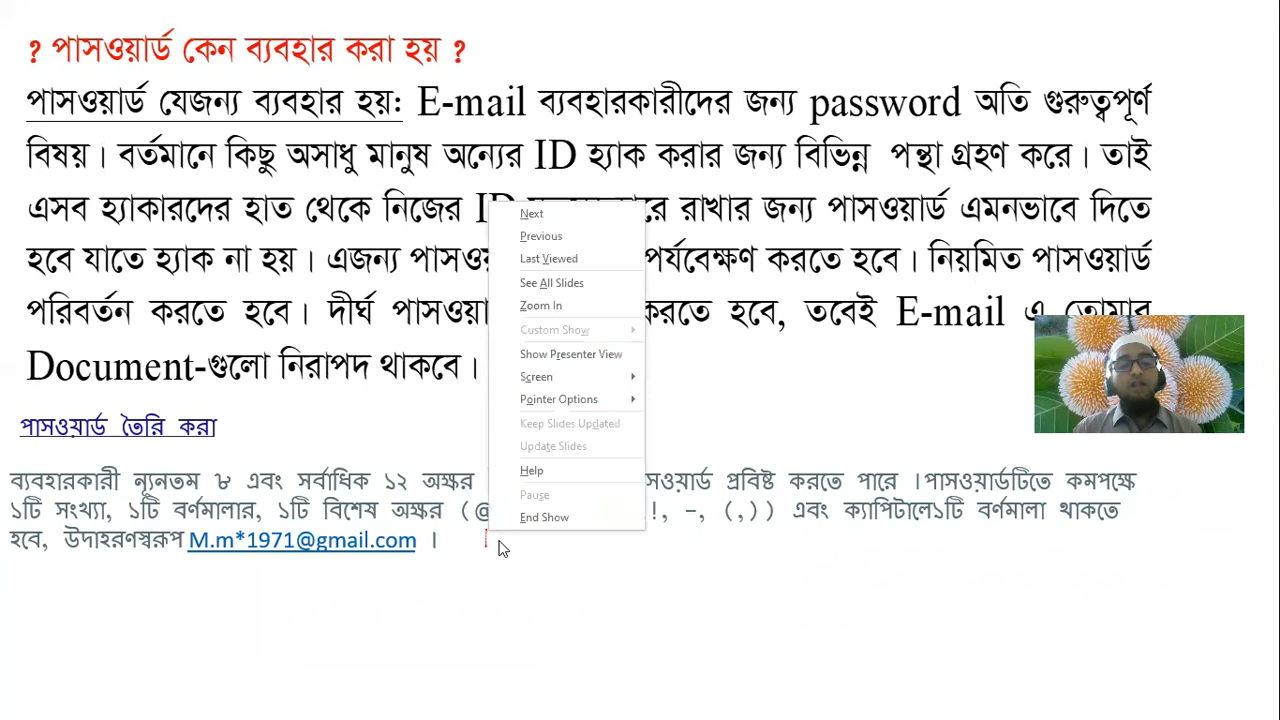 ? পাসওয়ার্ড কেন ব্যবহার করা হয় ?
পাসওয়ার্ড যেজন্য ব্যবহার হয়ঃ E-mail ব্যবহারকারীদের জন্য password অতি গুরুত্বপূর্ণ
বিষয়। বর্তমানে কিছু অসাধু মানুষ অন্যের ID হ্যাক করার জন্য বিভিন্ন পন্থা গ্রহণ করে। তাই
এসব হ্যাকারদের হাত থেকে নিজের ID রাখার জন্য পাসওয়ার্ড এমনভাবে দিতে
হবে যাতে হ্যাক না হয়। এজন্য পর্যবেক্ষণ করতে হবে। নিয়মিত পাসওয়ার্ড
পরিবর্তন করতে হবে। দীর্ঘ করতে হবে, তবেই E-mail এ তোমার
Document-গুলো নিরাপদ থাকবে।
পাসওয়ার্ড তৈরি করা
ব্যবহারকারী ন্যূনতম ৮ এবং সর্বাধিক ১২ অক্ষর প্রবিষ্ট করতে পারে ।পাসওয়ার্ডটিতে কমপক্ষে
১টি সংখ্যা, ১টি বর্ণমালার, ১টি বিশেষ অক্ষর (@ !, -, (,)) এবং ক্যাপিটালে১টি বর্ণমালা থাকতে
হবে, উদাহরণস্বরূপ M.m*1971@gmail.com ।
Next
Previous
Last Viewed
See All Slides
Zoom In
Custom Show
Show Presenter View
Screen
Pointer Options
Keep Slides Updated
Update Slides
Help
Pause
End Show